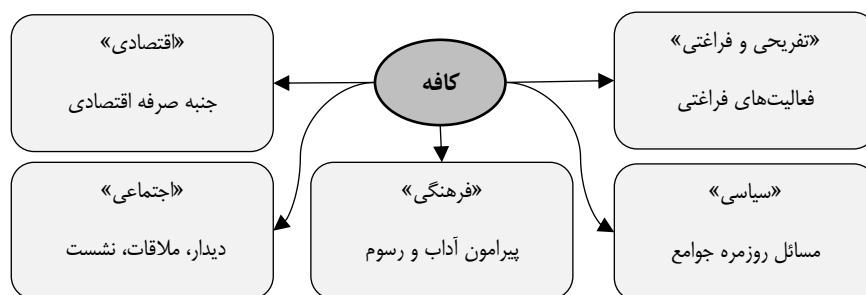 «تفریحی و فراغتی»
فعالیت‌های فراغتی
کافه
«اقتصادی»
جنبه صرفه اقتصادی
«سیاسی»
مسائل روزمره جوامع
«فرهنگی»
پیرامون آداب و رسوم
«اجتماعی»
دیدار، ملاقات، نشست